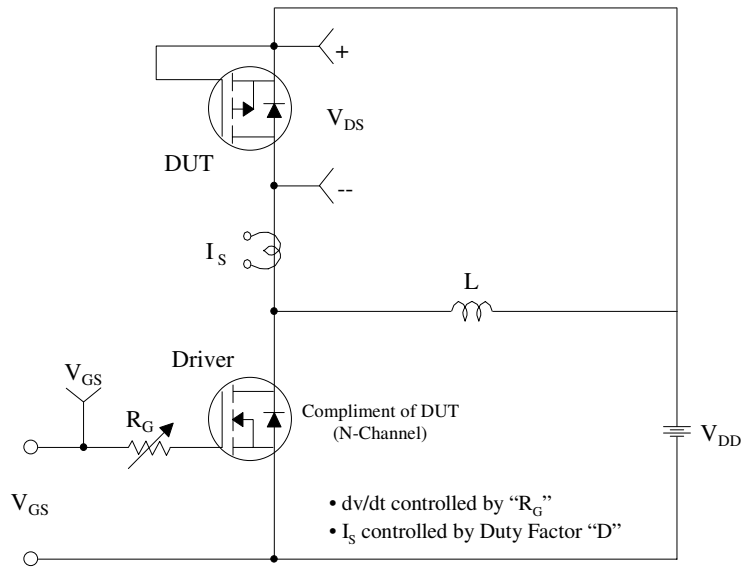 +
V_DS
DUT
--
I_S
L
Driver
V_GS
R_G
Compliment of DUT
(N-Channel)
V_DD
V_GS
• dv/dt controlled by “R_G”
• I_S controlled by Duty Factor “D”